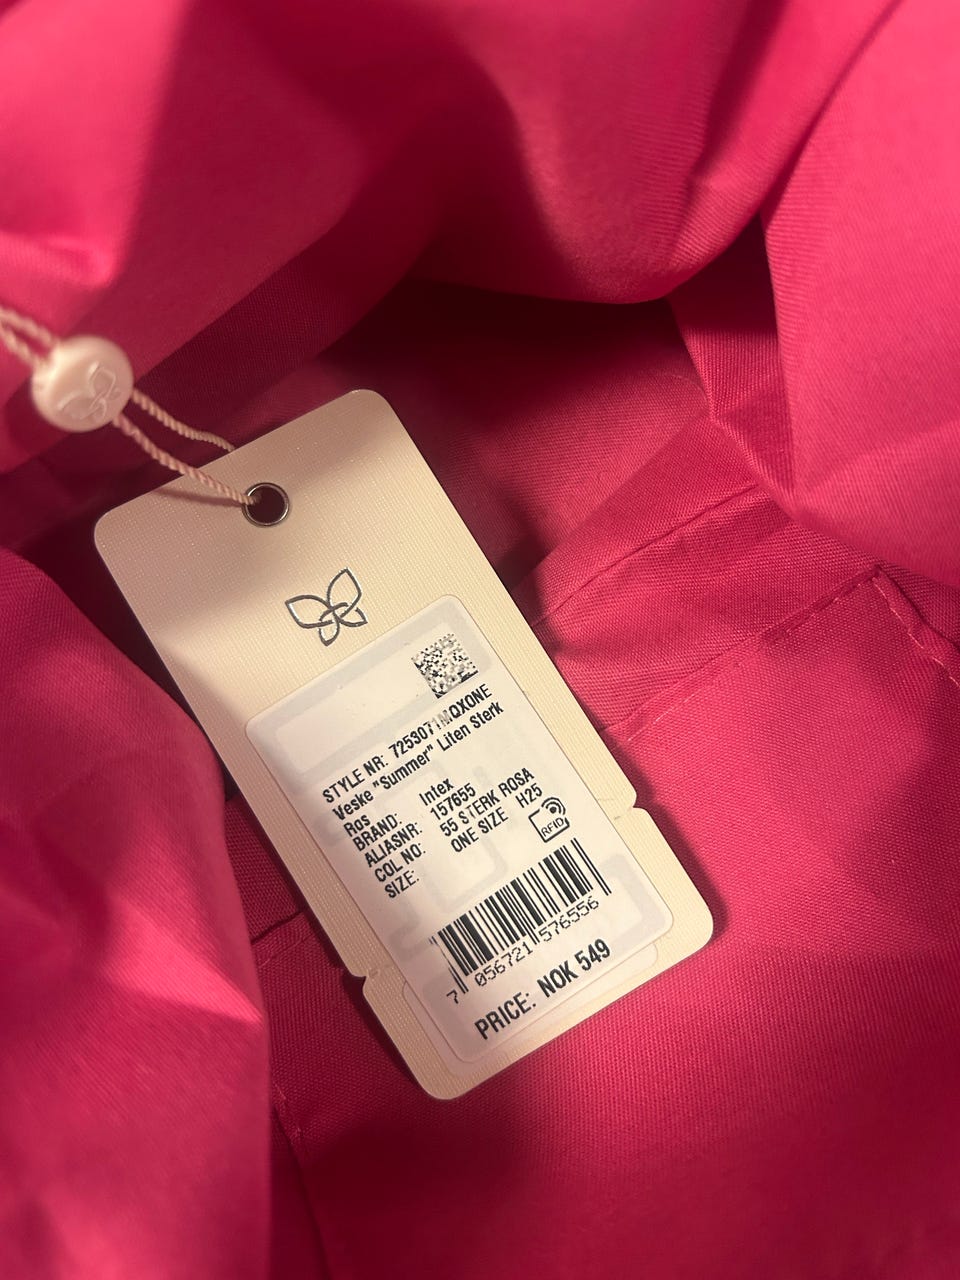 STYLE NR: 7253071MQXONE
Veske "Summer" Liten Sterk
Ros
BRAND: Intex
ALIASNR: 157655
COL NO: 55 STERK ROSA
SIZE: ONE SIZE H25
RFID
7 056721 576556
PRICE: NOK 549